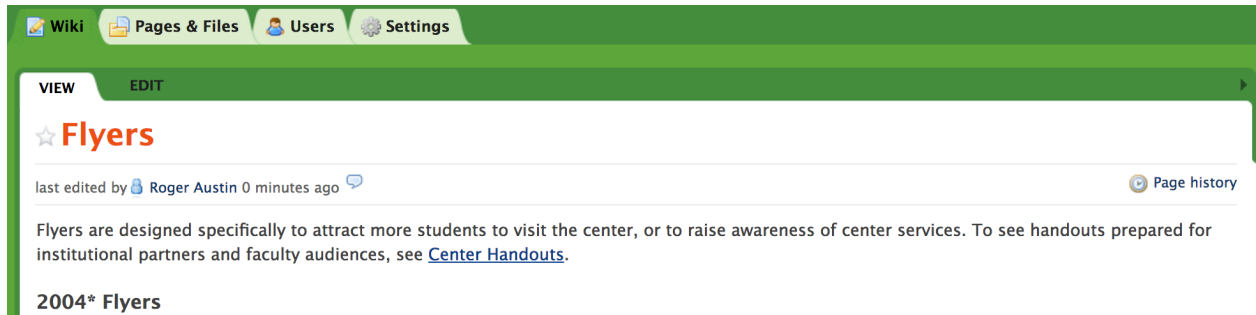 Wiki Pages & Files Users Settings
VIEW EDIT
Flyers
last edited by Roger Austin 0 minutes ago Page history
Flyers are designed specifically to attract more students to visit the center, or to raise awareness of center services. To see handouts prepared for
institutional partners and faculty audiences, see Center Handouts.
2004* Flyers